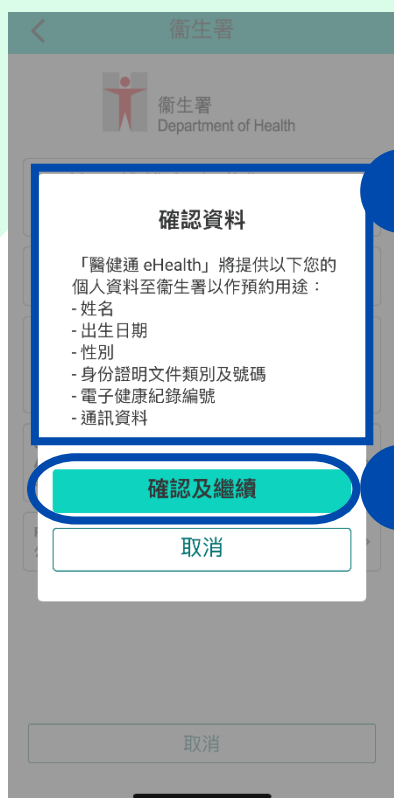 衞生署
衞生署
Department of Health
確認資料
「醫健通 eHealth」將提供以下您的
個人資料至衞生署以作預約用途：
- 姓名
- 出生日期
- 性別
- 身份證明文件類別及號碼
- 電子健康紀錄編號
- 通訊資料
確認及繼續
取消
取消